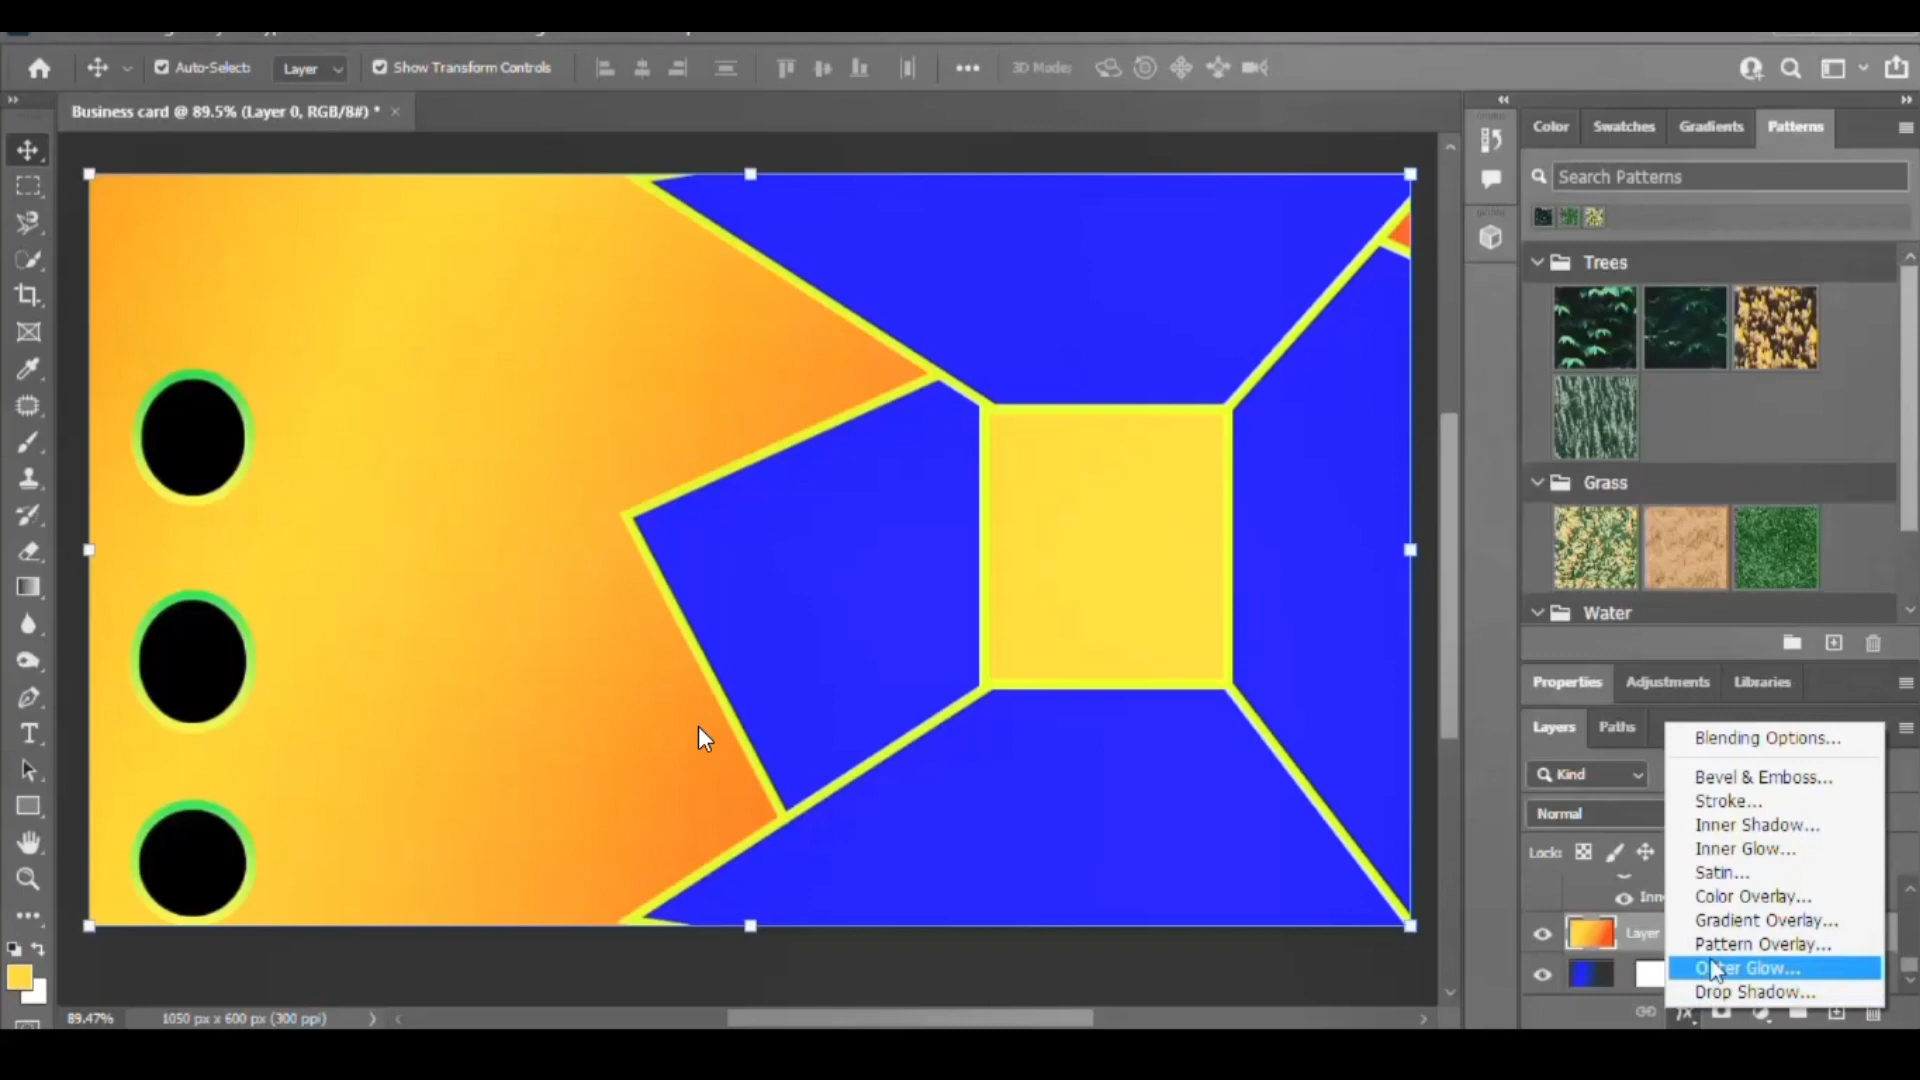 Auto-Select:
Layer
Show Transform Controls
3D Mode:
Business card @ 89.5% (Layer 0, RGB/8#) *
Color
Swatches
Gradients
Patterns
Search Patterns
Trees
Grass
Water
Properties
Adjustments
Libraries
Layers
Paths
Kind
Normal
Lock:
Inn
Layer
Blending Options...
Bevel & Emboss...
Stroke...
Inner Shadow...
Inner Glow...
Satin...
Color Overlay...
Gradient Overlay...
Pattern Overlay...
Outer Glow...
Drop Shadow...
89.47%
1050 px x 600 px (300 ppi)